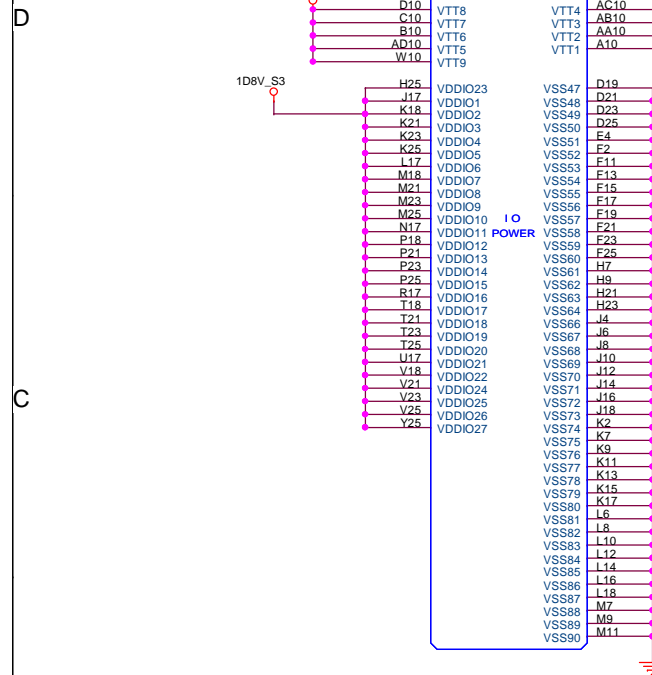 D
D10 VTT8 VTT4 AC10
C10 VTT7 VTT3 AB10
B10 VTT6 VTT2 AA10
AD10 VTT5 VTT1 A10
W10 VTT9
1D8V_S3
H25 VDDIO23 VSS47 D19
J17 VDDIO1 VSS48 D21
K18 VDDIO2 VSS49 D23
K21 VDDIO3 VSS50 D25
K23 VDDIO4 VSS51 E4
K25 VDDIO5 VSS52 F2
L17 VDDIO6 VSS53 F11
M18 VDDIO7 VSS54 F13
M21 VDDIO8 VSS55 F15
M23 VDDIO9 VSS56 F17
M25 VDDIO10 I O VSS57 F19
N17 VDDIO11 POWER VSS58 F21
P18 VDDIO12 VSS59 F23
P21 VDDIO13 VSS60 F25
P23 VDDIO14 VSS61 H7
P25 VDDIO15 VSS62 H9
R17 VDDIO16 VSS63 H21
T18 VDDIO17 VSS64 H23
T21 VDDIO18 VSS66 J4
T23 VDDIO19 VSS67 J6
T25 VDDIO20 VSS68 J8
U17 VDDIO21 VSS69 J10
V18 VDDIO22 VSS70 J12
V21 VDDIO24 VSS71 J14
V23 VDDIO25 VSS72 J16
V25 VDDIO26 VSS73 J18
Y25 VDDIO27 VSS74 K2
C
VSS75 K7
VSS76 K9
VSS77 K11
VSS78 K13
VSS79 K15
VSS80 K17
VSS81 L6
VSS82 L8
VSS83 L10
VSS84 L12
VSS85 L14
VSS86 L16
VSS87 L18
VSS88 M7
VSS89 M9
VSS90 M11